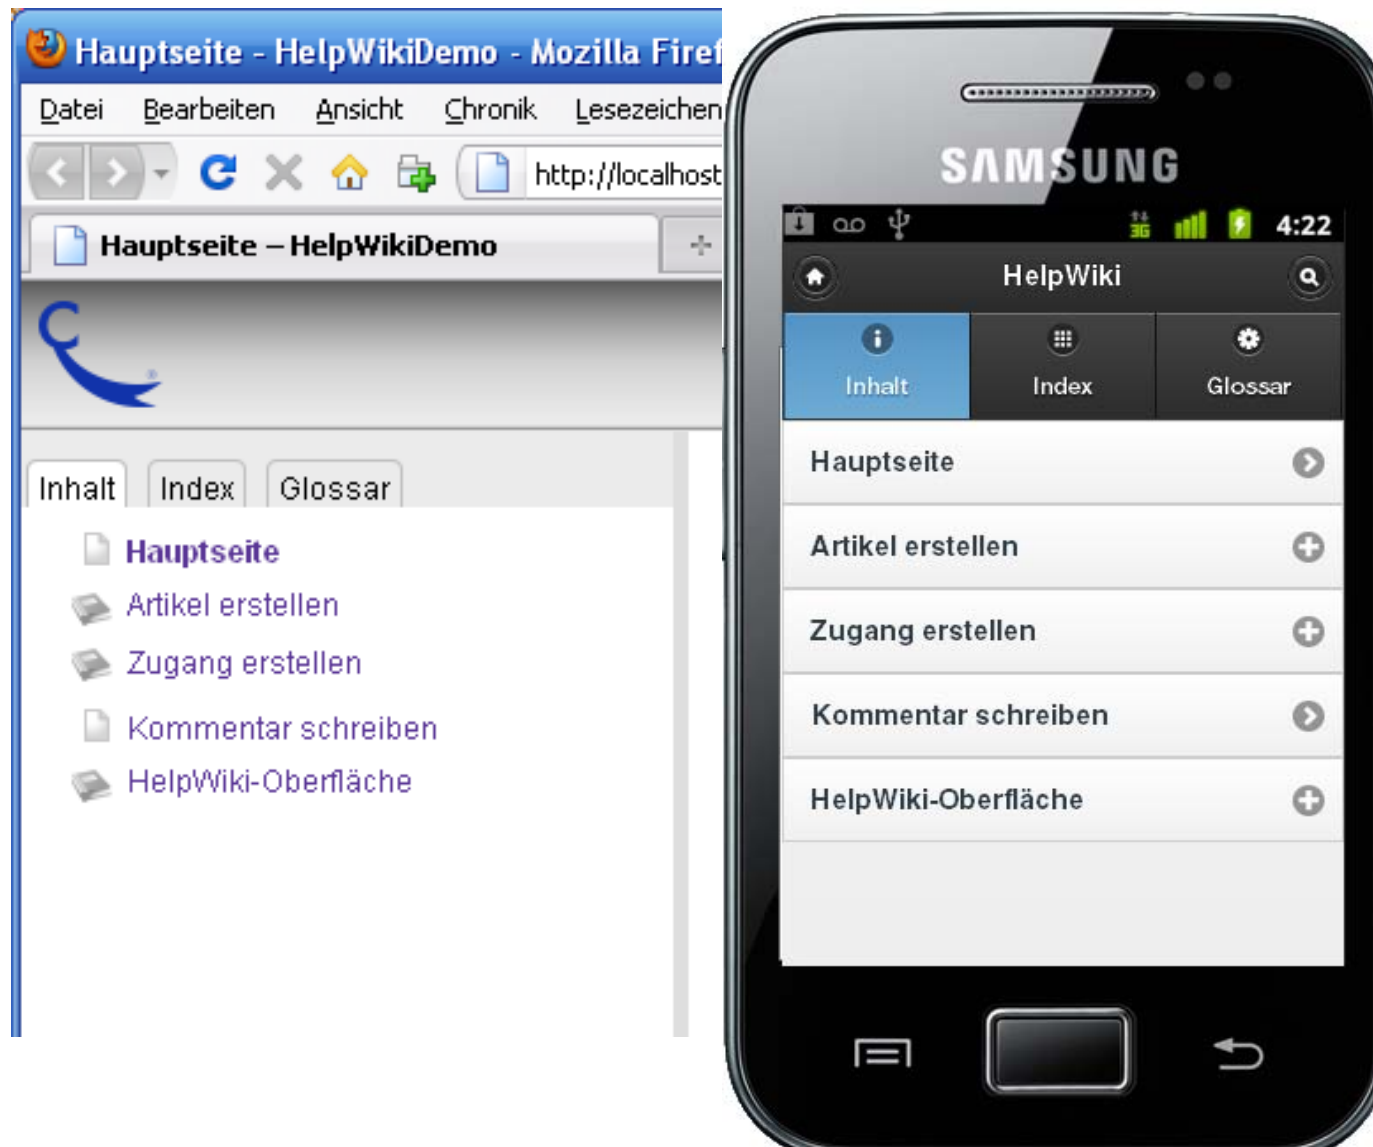 Hauptseite - HelpWikiDemo - Mozilla Firef
Datei Bearbeiten Ansicht Chronik Lesezeichen
http://localhost
Hauptseite – HelpWikiDemo
®
Inhalt Index Glossar
Hauptseite
Artikel erstellen
Zugang erstellen
Kommentar schreiben
HelpWiki-Oberfläche
SAMSUNG
3G 4:22
HelpWiki
Inhalt Index Glossar
Hauptseite
Artikel erstellen
Zugang erstellen
Kommentar schreiben
HelpWiki-Oberfläche